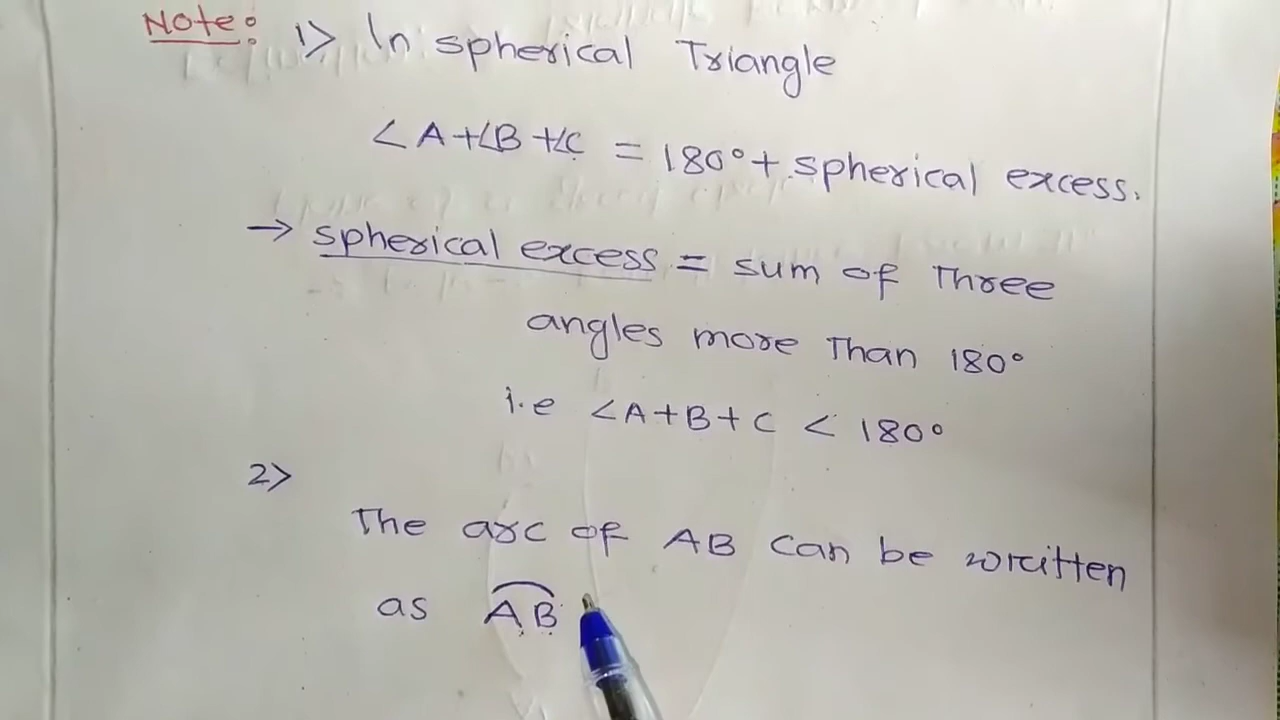 Note: 1> In spherical Triangle
∠A+∠B+∠C = 180°+ spherical excess.
→ spherical excess = sum of Three
angles more Than 180°
i.e ∠A+B+C < 180°
2>
The arc of AB can be written
as A͡B